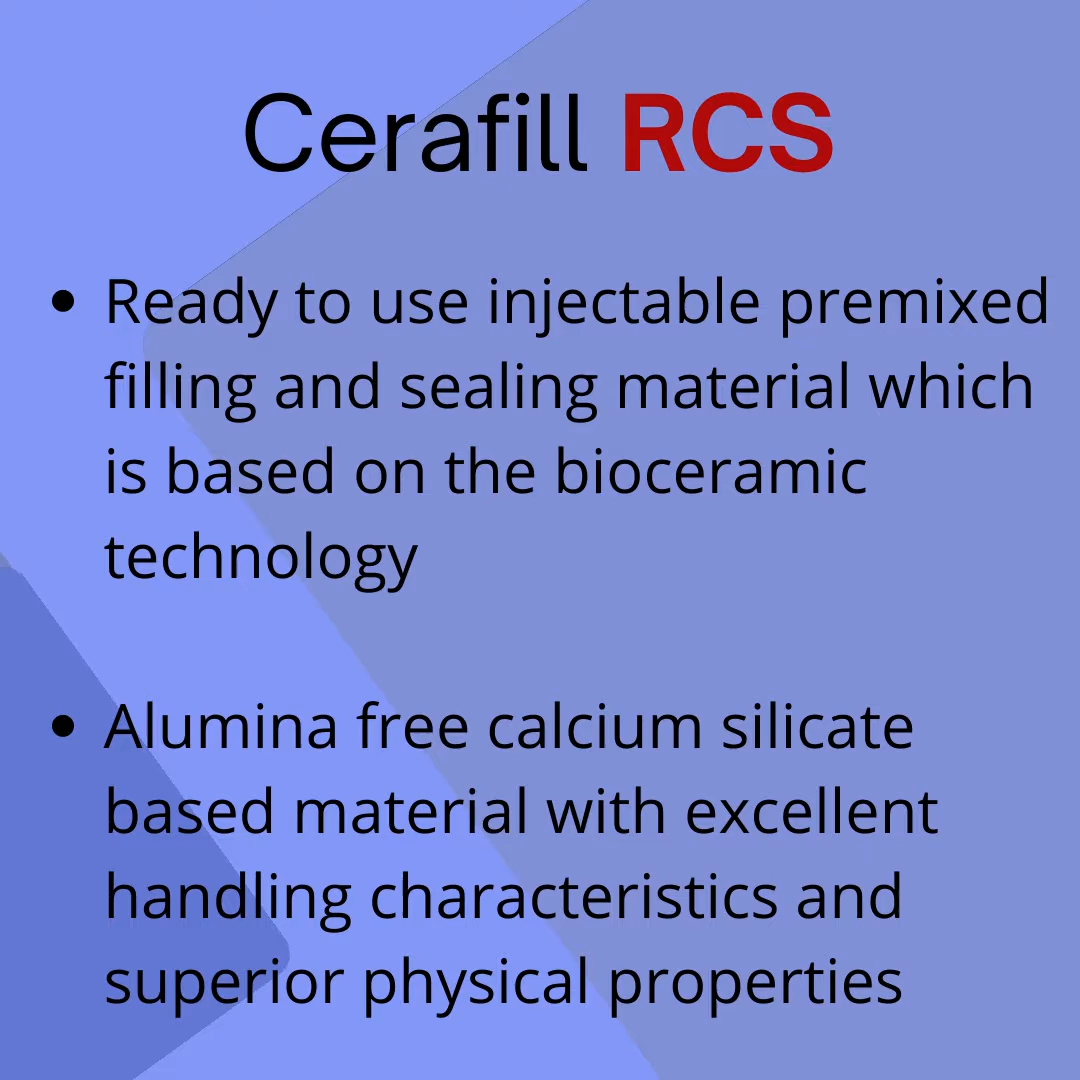 Cerafill RCS
• Ready to use injectable premixed
filling and sealing material which
is based on the bioceramic
technology
• Alumina free calcium silicate
based material with excellent
handling characteristics and
superior physical properties